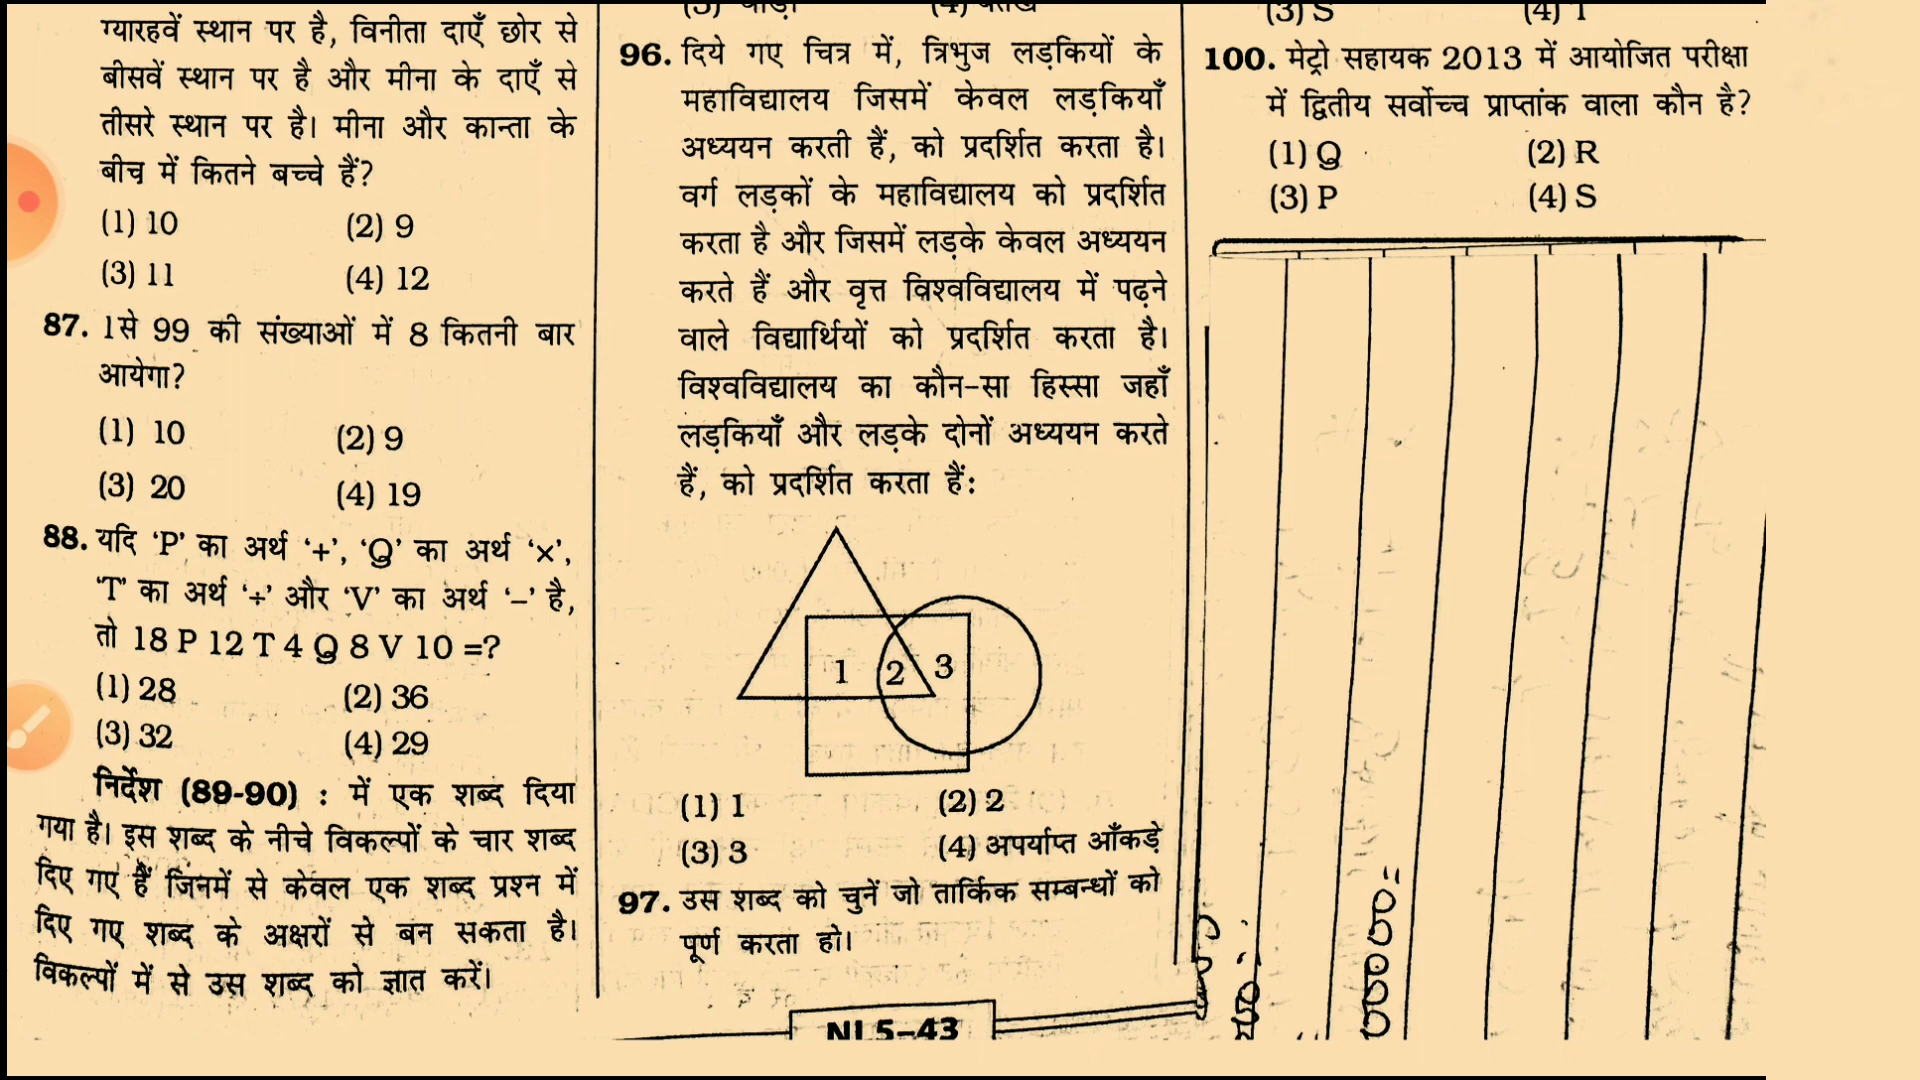 ग्यारहवें स्थान पर है, विनीता दाएँ छोर से
बीसवें स्थान पर है और मीना के दाएँ से
तीसरे स्थान पर है। मीना और कान्ता के
बीच में कितने बच्चे हैं?
(1) 10 (2) 9
(3) 11 (4) 12
87. 1से 99 की संख्याओं में 8 कितनी बार
आयेगा?
(1) 10 (2) 9
(3) 20 (4) 19
88. यदि ‘P’ का अर्थ ‘+’, ‘Q’ का अर्थ ‘×’,
‘T’ का अर्थ ‘÷’ और ‘V’ का अर्थ ‘–’ है,
तो 18 P 12 T 4 Q 8 V 10 =?
(1) 28 (2) 36
(3) 32 (4) 29
निर्देश (89-90) : में एक शब्द दिया
गया है। इस शब्द के नीचे विकल्पों के चार शब्द
दिए गए हैं जिनमें से केवल एक शब्द प्रश्न में
दिए गए शब्द के अक्षरों से बन सकता है।
विकल्पों में से उस शब्द को ज्ञात करें।
(3) घोड़ा (4) बतख
96. दिये गए चित्र में, त्रिभुज लड़कियों के
महाविद्यालय जिसमें केवल लड़कियाँ
अध्ययन करती हैं, को प्रदर्शित करता है।
वर्ग लड़कों के महाविद्यालय को प्रदर्शित
करता है और जिसमें लड़के केवल अध्ययन
करते हैं और वृत्त विश्वविद्यालय में पढ़ने
वाले विद्यार्थियों को प्रदर्शित करता है।
विश्वविद्यालय का कौन-सा हिस्सा जहाँ
लड़कियाँ और लड़के दोनों अध्ययन करते
हैं, को प्रदर्शित करता हैं:
1 2 3
(1) 1 (2) 2
(3) 3 (4) अपर्याप्त आँकड़े
97. उस शब्द को चुनें जो तार्किक सम्बन्धों को
पूर्ण करता हो।
NL5-43
(3) S (4) T
100. मेट्रो सहायक 2013 में आयोजित परीक्षा
में द्वितीय सर्वोच्च प्राप्तांक वाला कौन है?
(1) Q (2) R
(3) P (4) S